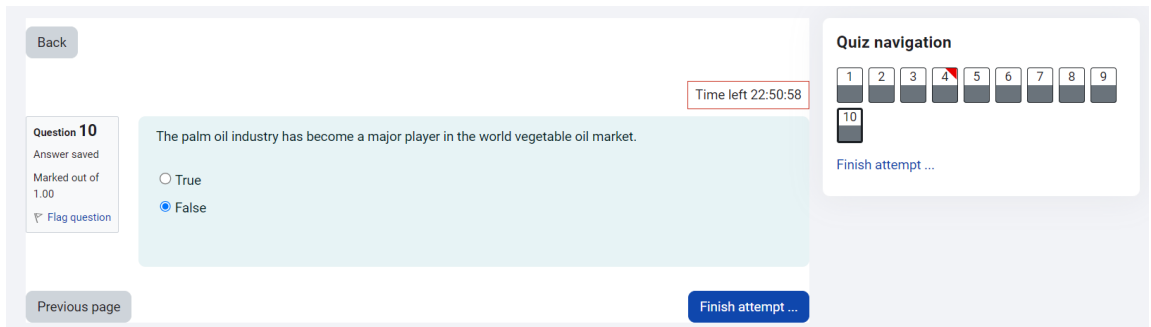 Back
Time left 22:50:58
Question 10
Answer saved
Marked out of
1.00
Flag question
The palm oil industry has become a major player in the world vegetable oil market.
True
False
Previous page
Finish attempt ...
Quiz navigation
1 2 3 4 5 6 7 8 9
10
Finish attempt ...